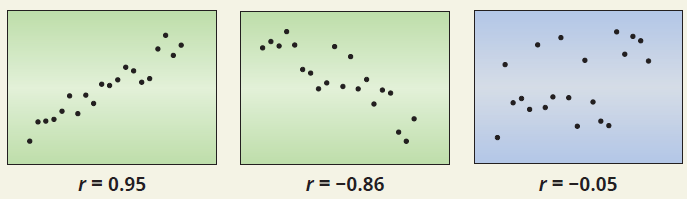 r = 0.95
r = −0.86
r = −0.05